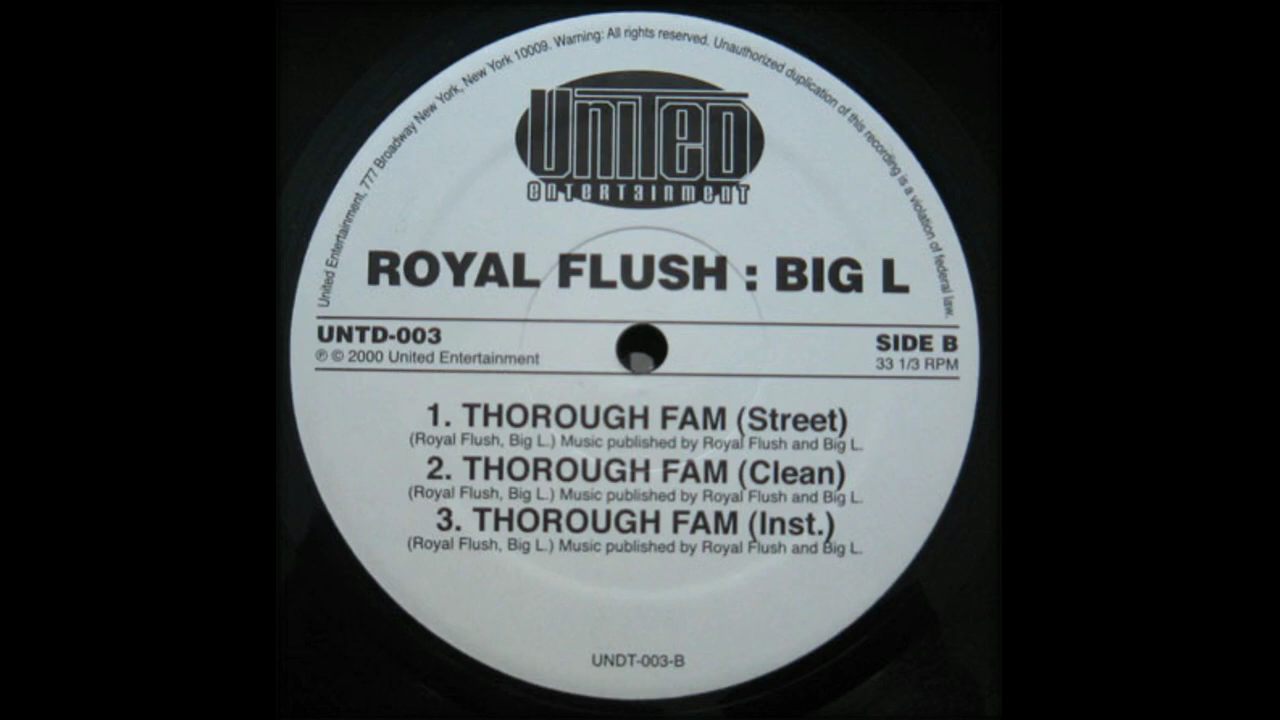 United Entertainment, 777 Broadway New York, New York 10009. Warning: All rights reserved. Unauthorized duplication of this recording is a violation of federal law.
UNITED
ENTERTAINMENT
ROYAL FLUSH : BIG L
UNTD-003
℗ © 2000 United Entertainment
SIDE B
33 1/3 RPM
1. THOROUGH FAM (Street)
(Royal Flush, Big L.) Music published by Royal Flush and Big L.
2. THOROUGH FAM (Clean)
(Royal Flush, Big L.) Music published by Royal Flush and Big L.
3. THOROUGH FAM (Inst.)
(Royal Flush, Big L.) Music published by Royal Flush and Big L.
UNDT-003-B